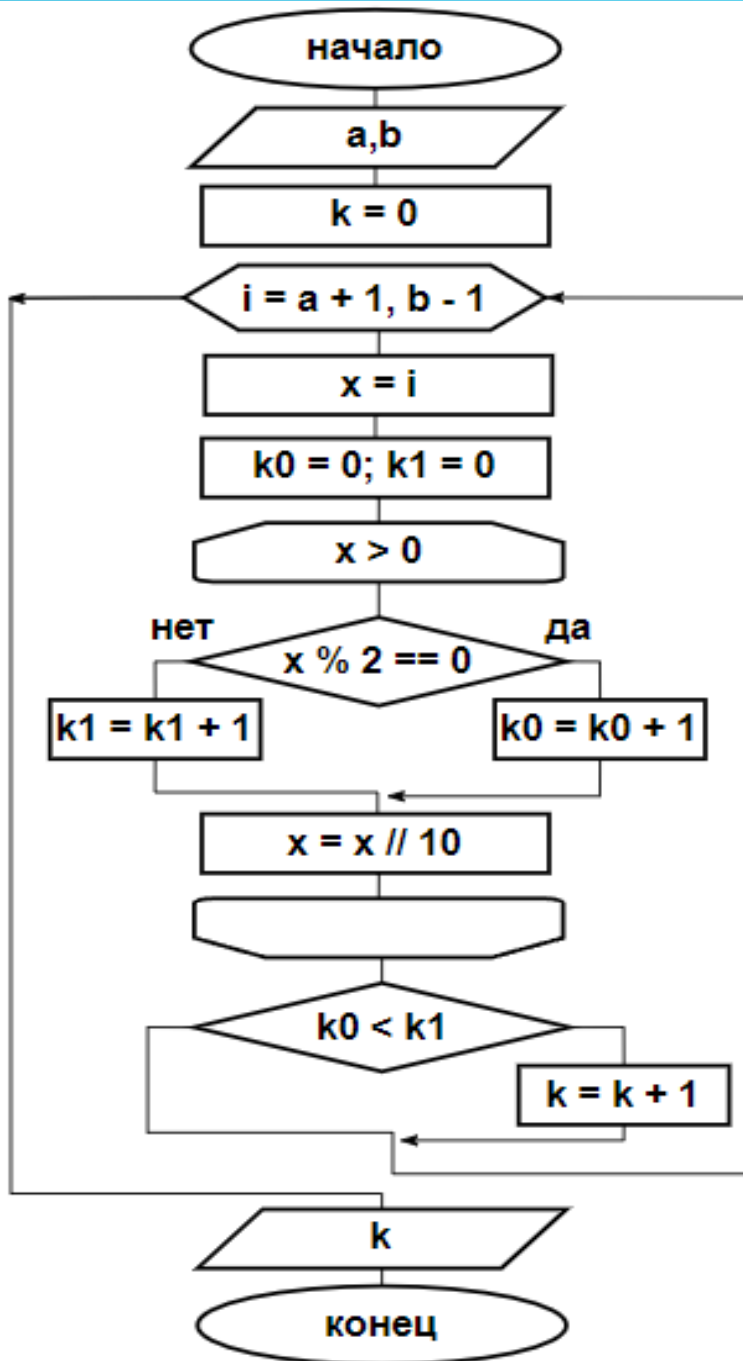 начало
a,b
k = 0
i = a + 1, b - 1
x = i
k0 = 0; k1 = 0
x > 0
нет
да
x % 2 == 0
k1 = k1 + 1
k0 = k0 + 1
x = x // 10
k0 < k1
k = k + 1
k
конец